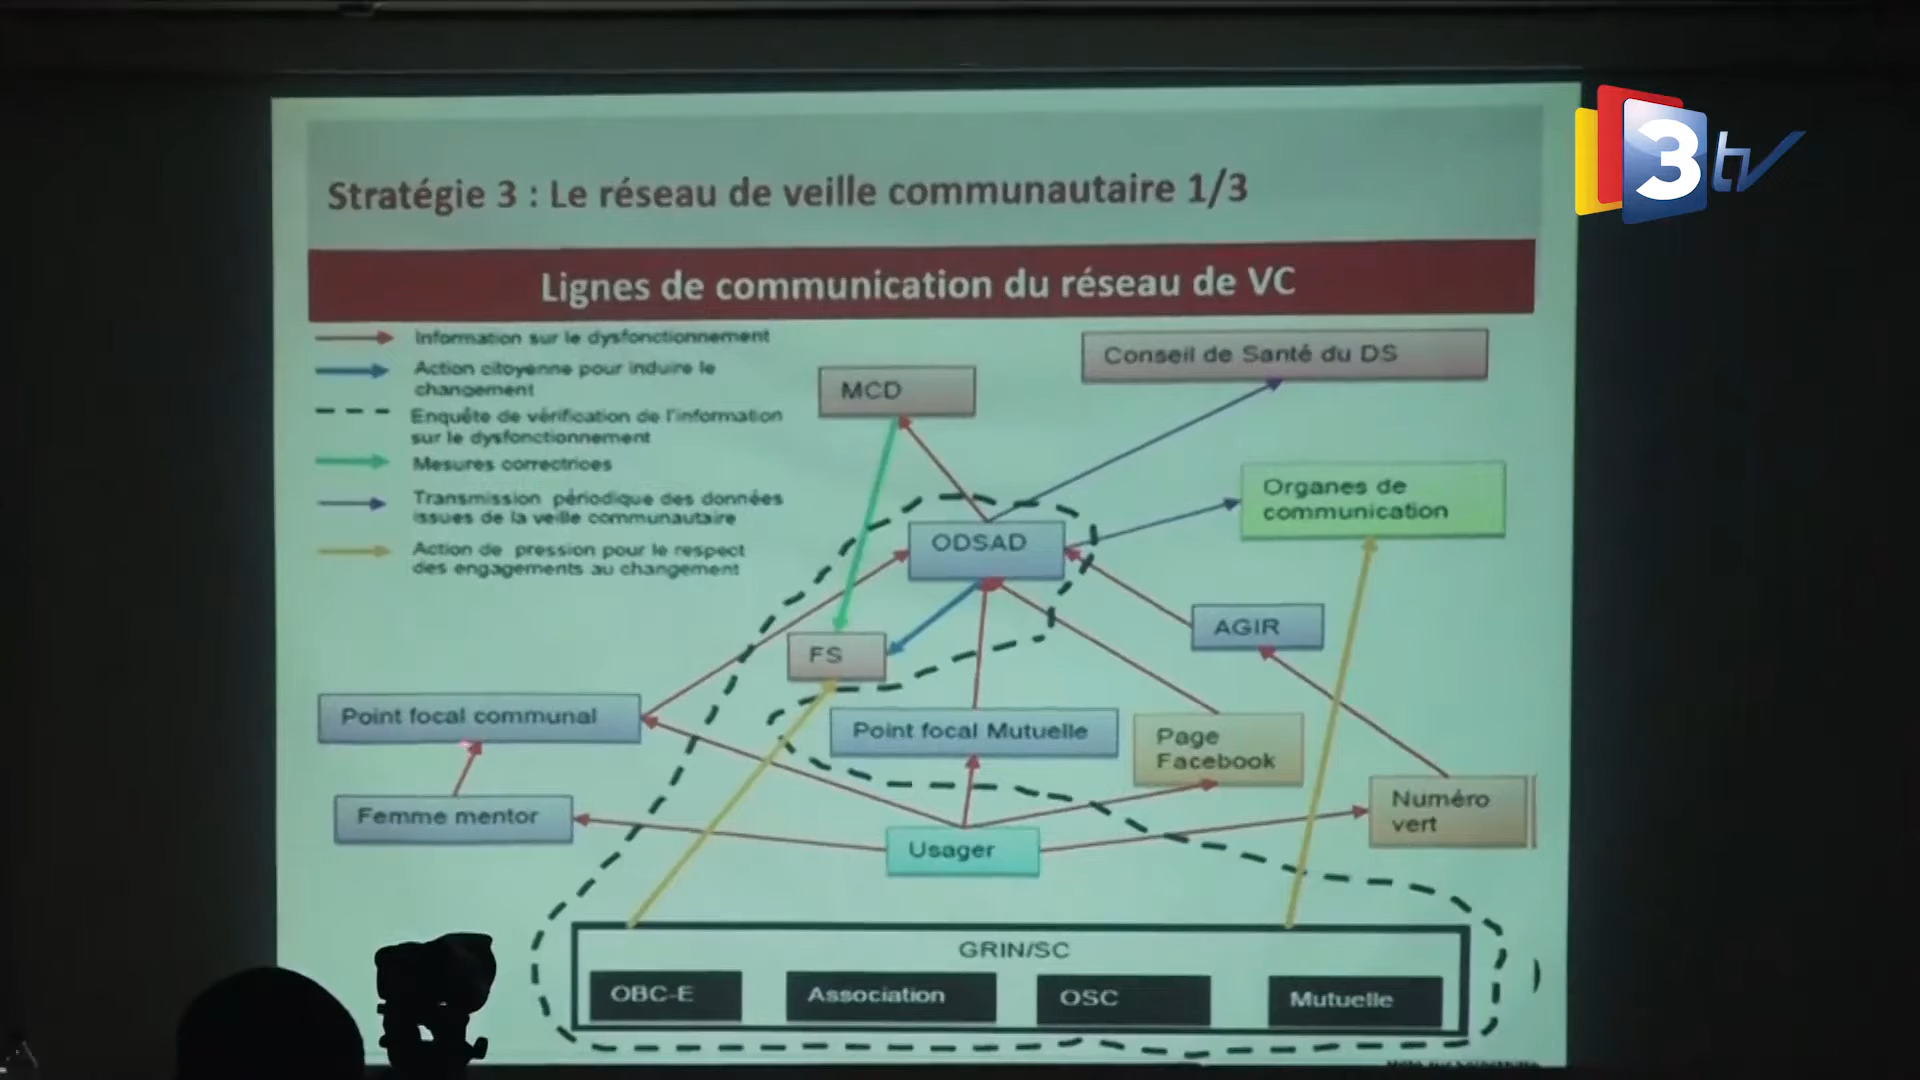 3tv
Stratégie 3 : Le réseau de veille communautaire 1/3
Lignes de communication du réseau de VC
Information sur le dysfonctionnement
Action citoyenne pour induire le
changement
Enquête de vérification de l'information
sur le dysfonctionnement
Mesures correctrices
Transmission périodique des données
issues de la veille communautaire
Action de pression pour le respect
des engagements au changement
Conseil de Santé du DS
MCD
Organes de
communication
ODSAD
AGIR
FS
Point focal communal
Point focal Mutuelle
Page
Facebook
Femme mentor
Numéro
vert
Usager
GRIN/SC
OBC-E
Association
OSC
Mutuelle